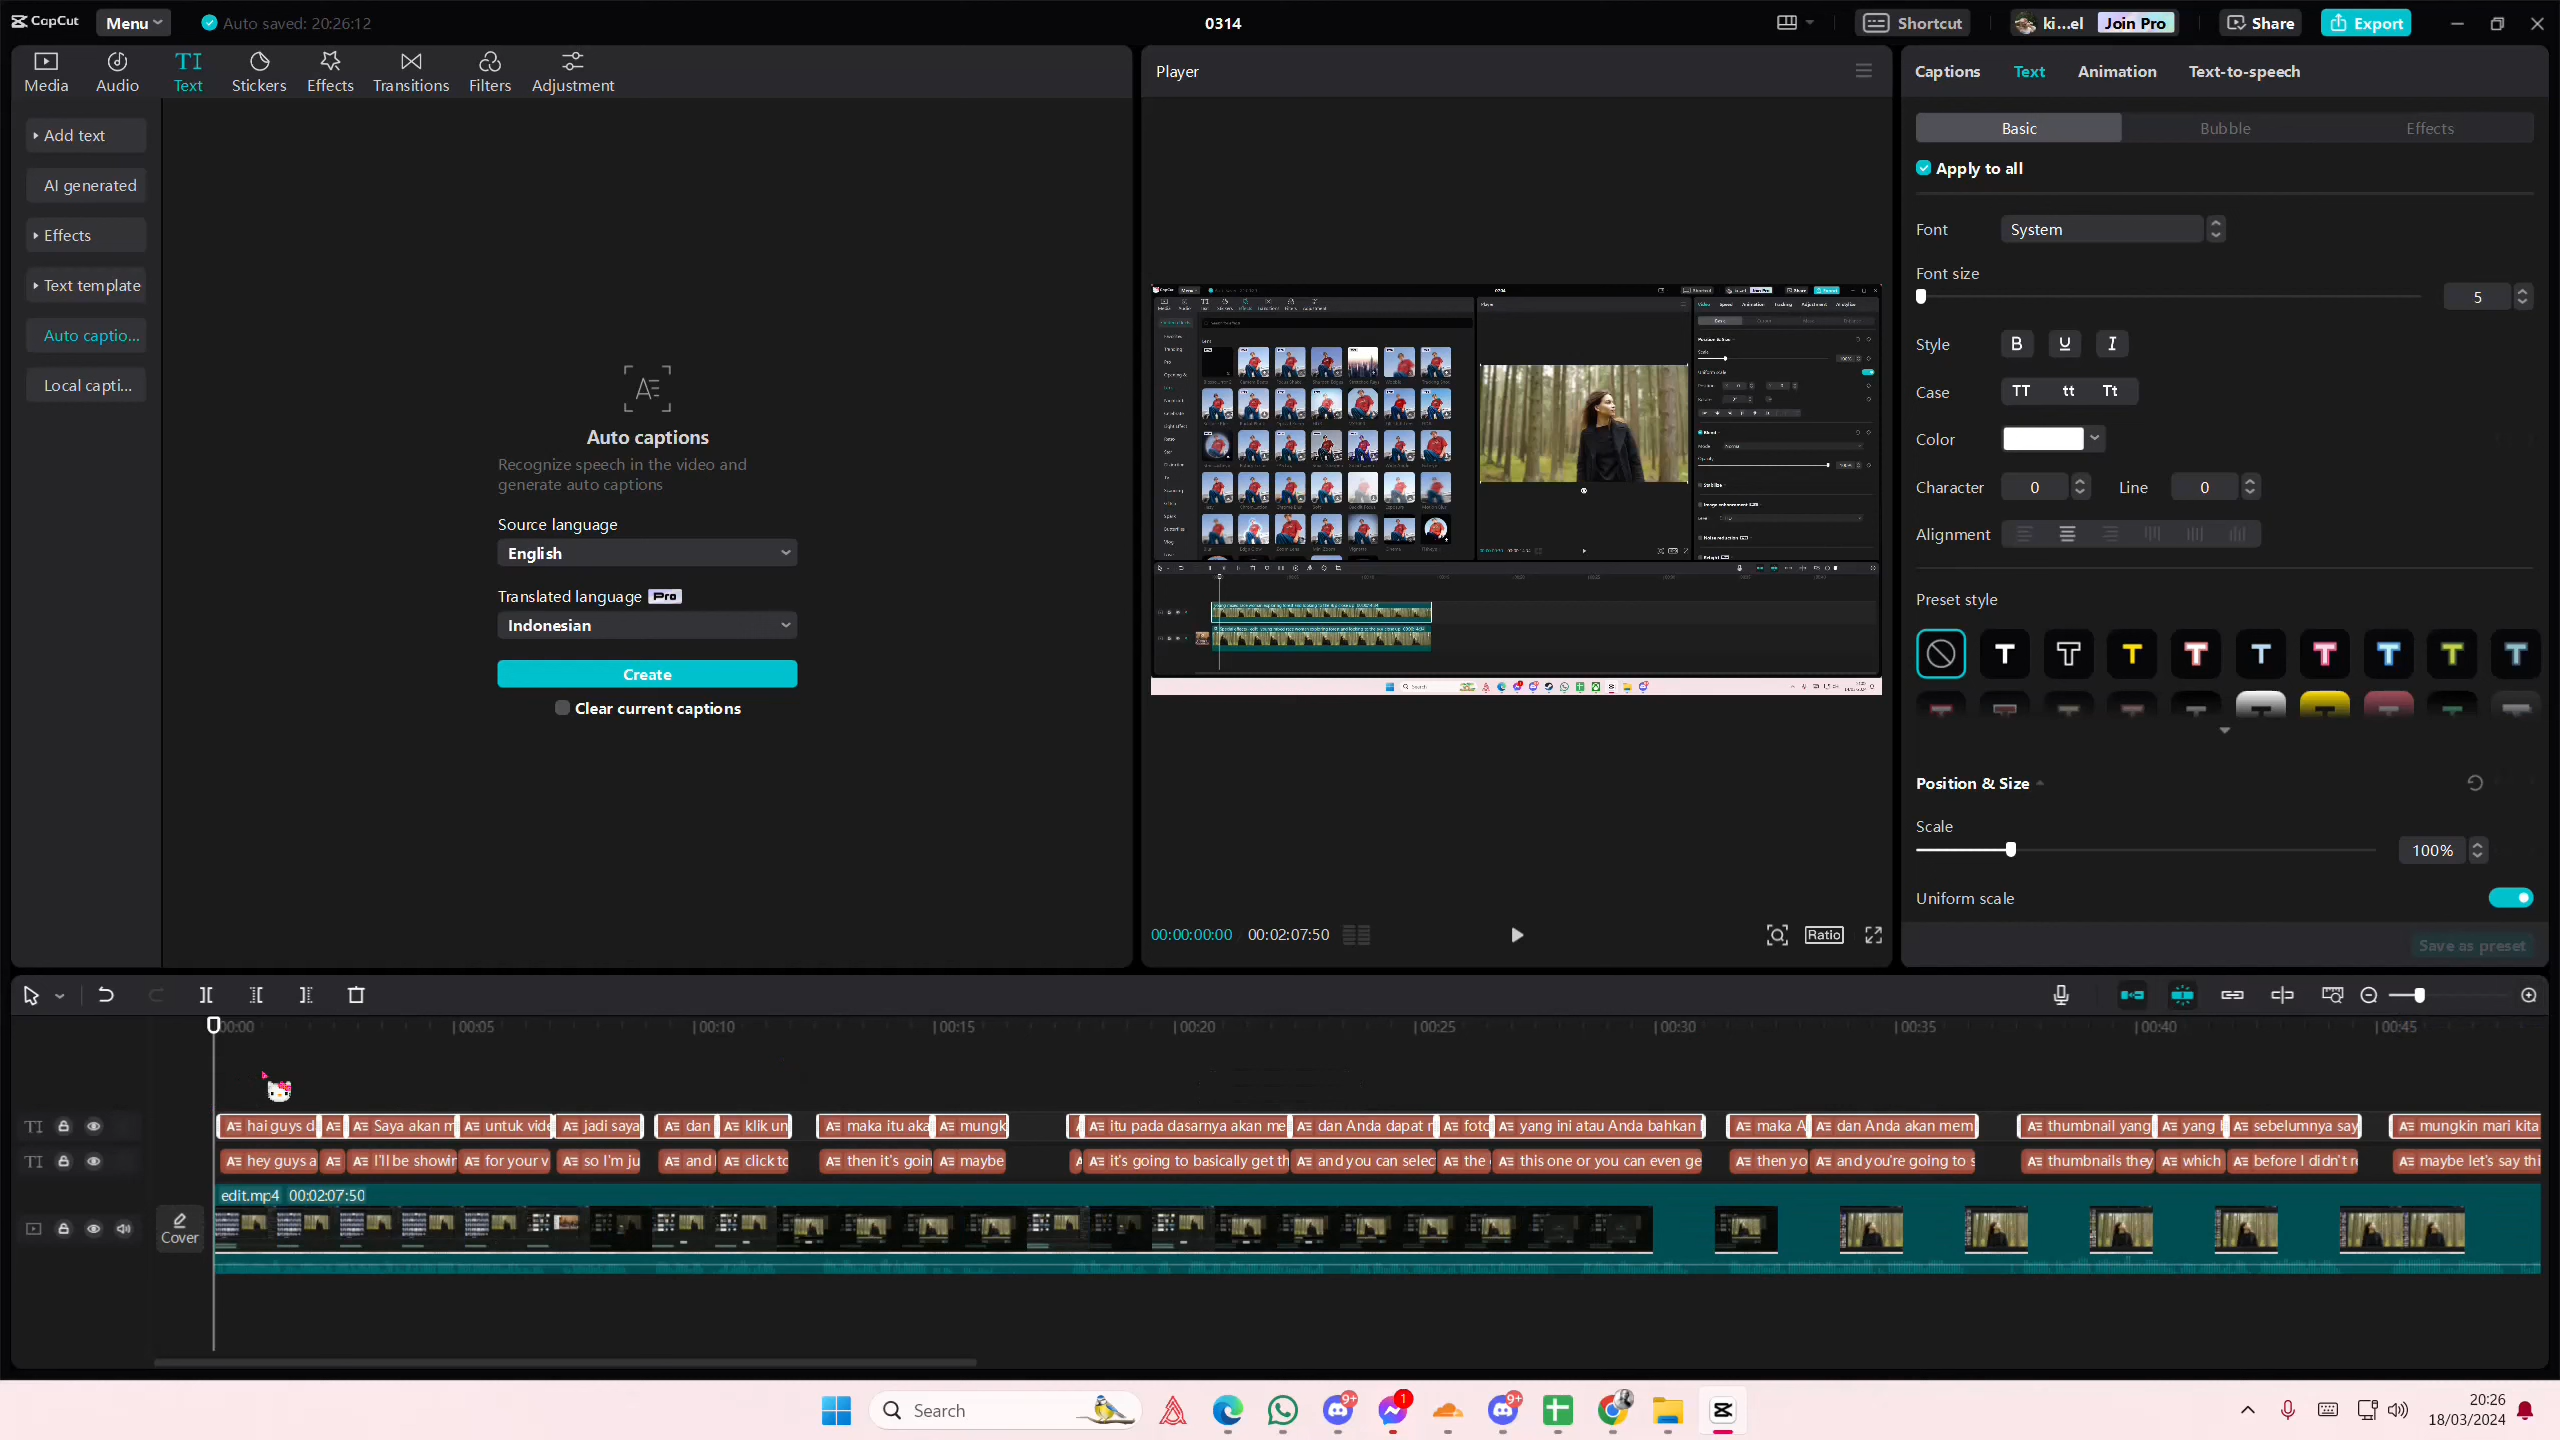 CapCut
Menu
Auto saved: 20:26:12
0314
Shortcut
ki...el
Join Pro
Share
Export
Media
Audio
TI
Text
Stickers
Effects
Transitions
Filters
Adjustment
Add text
AI generated
Effects
Text template
Auto captio...
Local capti...
Auto captions
Recognize speech in the video and
generate auto captions
Source language
English
Translated language Pro
Indonesian
Create
Clear current captions
Player
00:00:00:00
00:02:07:50
Ratio
Captions
Text
Animation
Text-to-speech
Basic
Bubble
Effects
Apply to all
Font
System
Font size
5
Style
B U I
Case
TT tt Tt
Color
Character 0
Line 0
Alignment
Preset style
T T T T T T T T T
Position & Size
Scale
100%
Uniform scale
Save as preset
00:00
00:05
00:10
00:15
00:20
00:25
00:30
00:35
00:40
00:45
hai guys d
Saya akan m
untuk vide
jadi saya
dan
klik un
maka itu aka
mungk
itu pada dasarnya akan me
dan Anda dapat r
foto
yang ini atau Anda bahkan
maka A
dan Anda akan mem
thumbnail yang
yang
sebelumnya say
mungkin mari kita
hey guys a
I'll be showin
for your v
so I'm ju
and
click to
then it's goin
maybe
it's going to basically get th
and you can selec
the
this one or you can even ge
then yo
and you're going to s
thumbnails they
which
before I didn't r
maybe let's say thi
edit.mp4 00:02:07:50
Cover
Search
9+
1
9+
20:26
18/03/2024